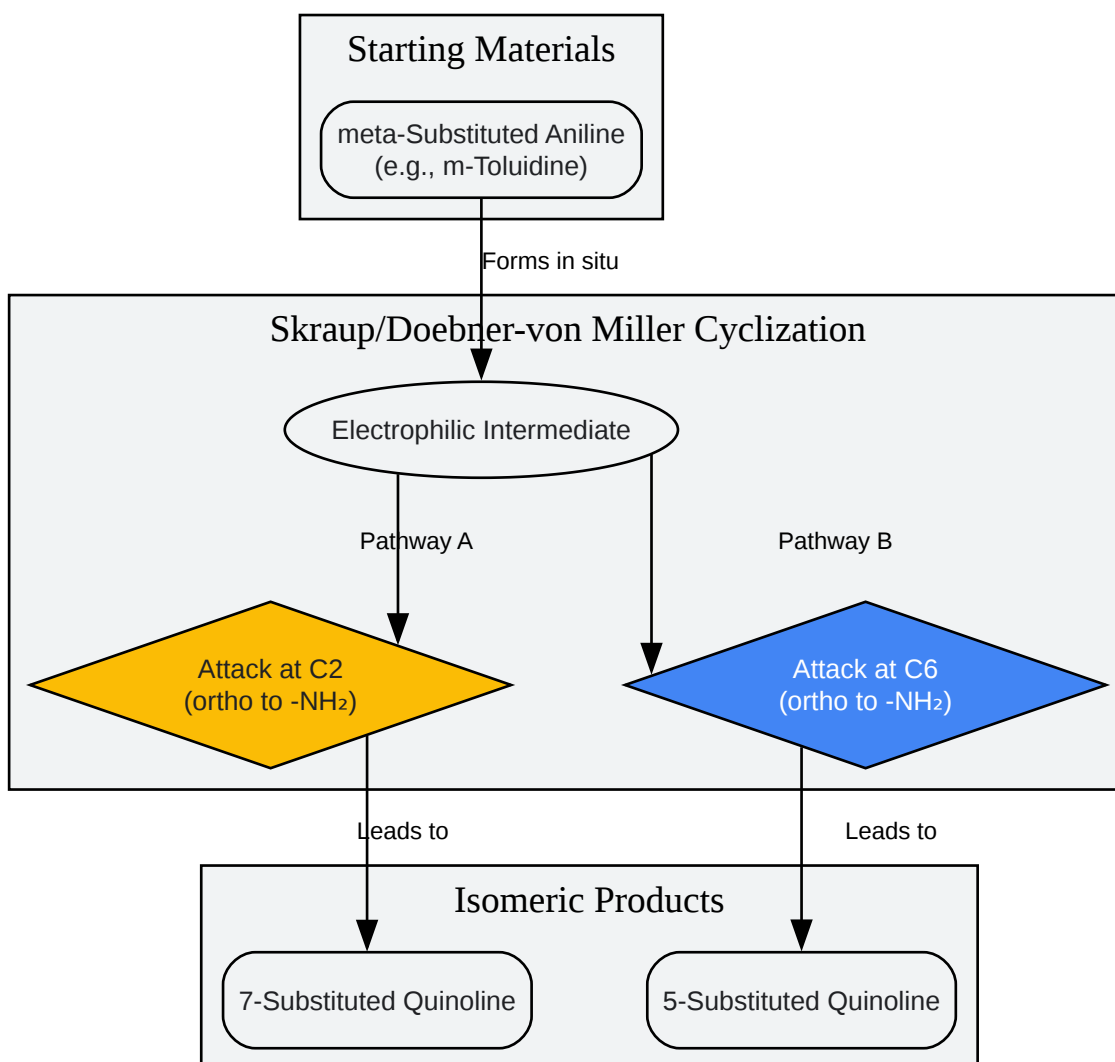 Starting Materials
meta-Substituted Aniline
(e.g., m-Toluidine)
Forms in situ
Skraup/Doebner-von Miller Cyclization
Electrophilic Intermediate
Pathway A
Pathway B
Attack at C2
(ortho to -NH₂)
Attack at C6
(ortho to -NH₂)
Leads to
Leads to
Isomeric Products
7-Substituted Quinoline
5-Substituted Quinoline